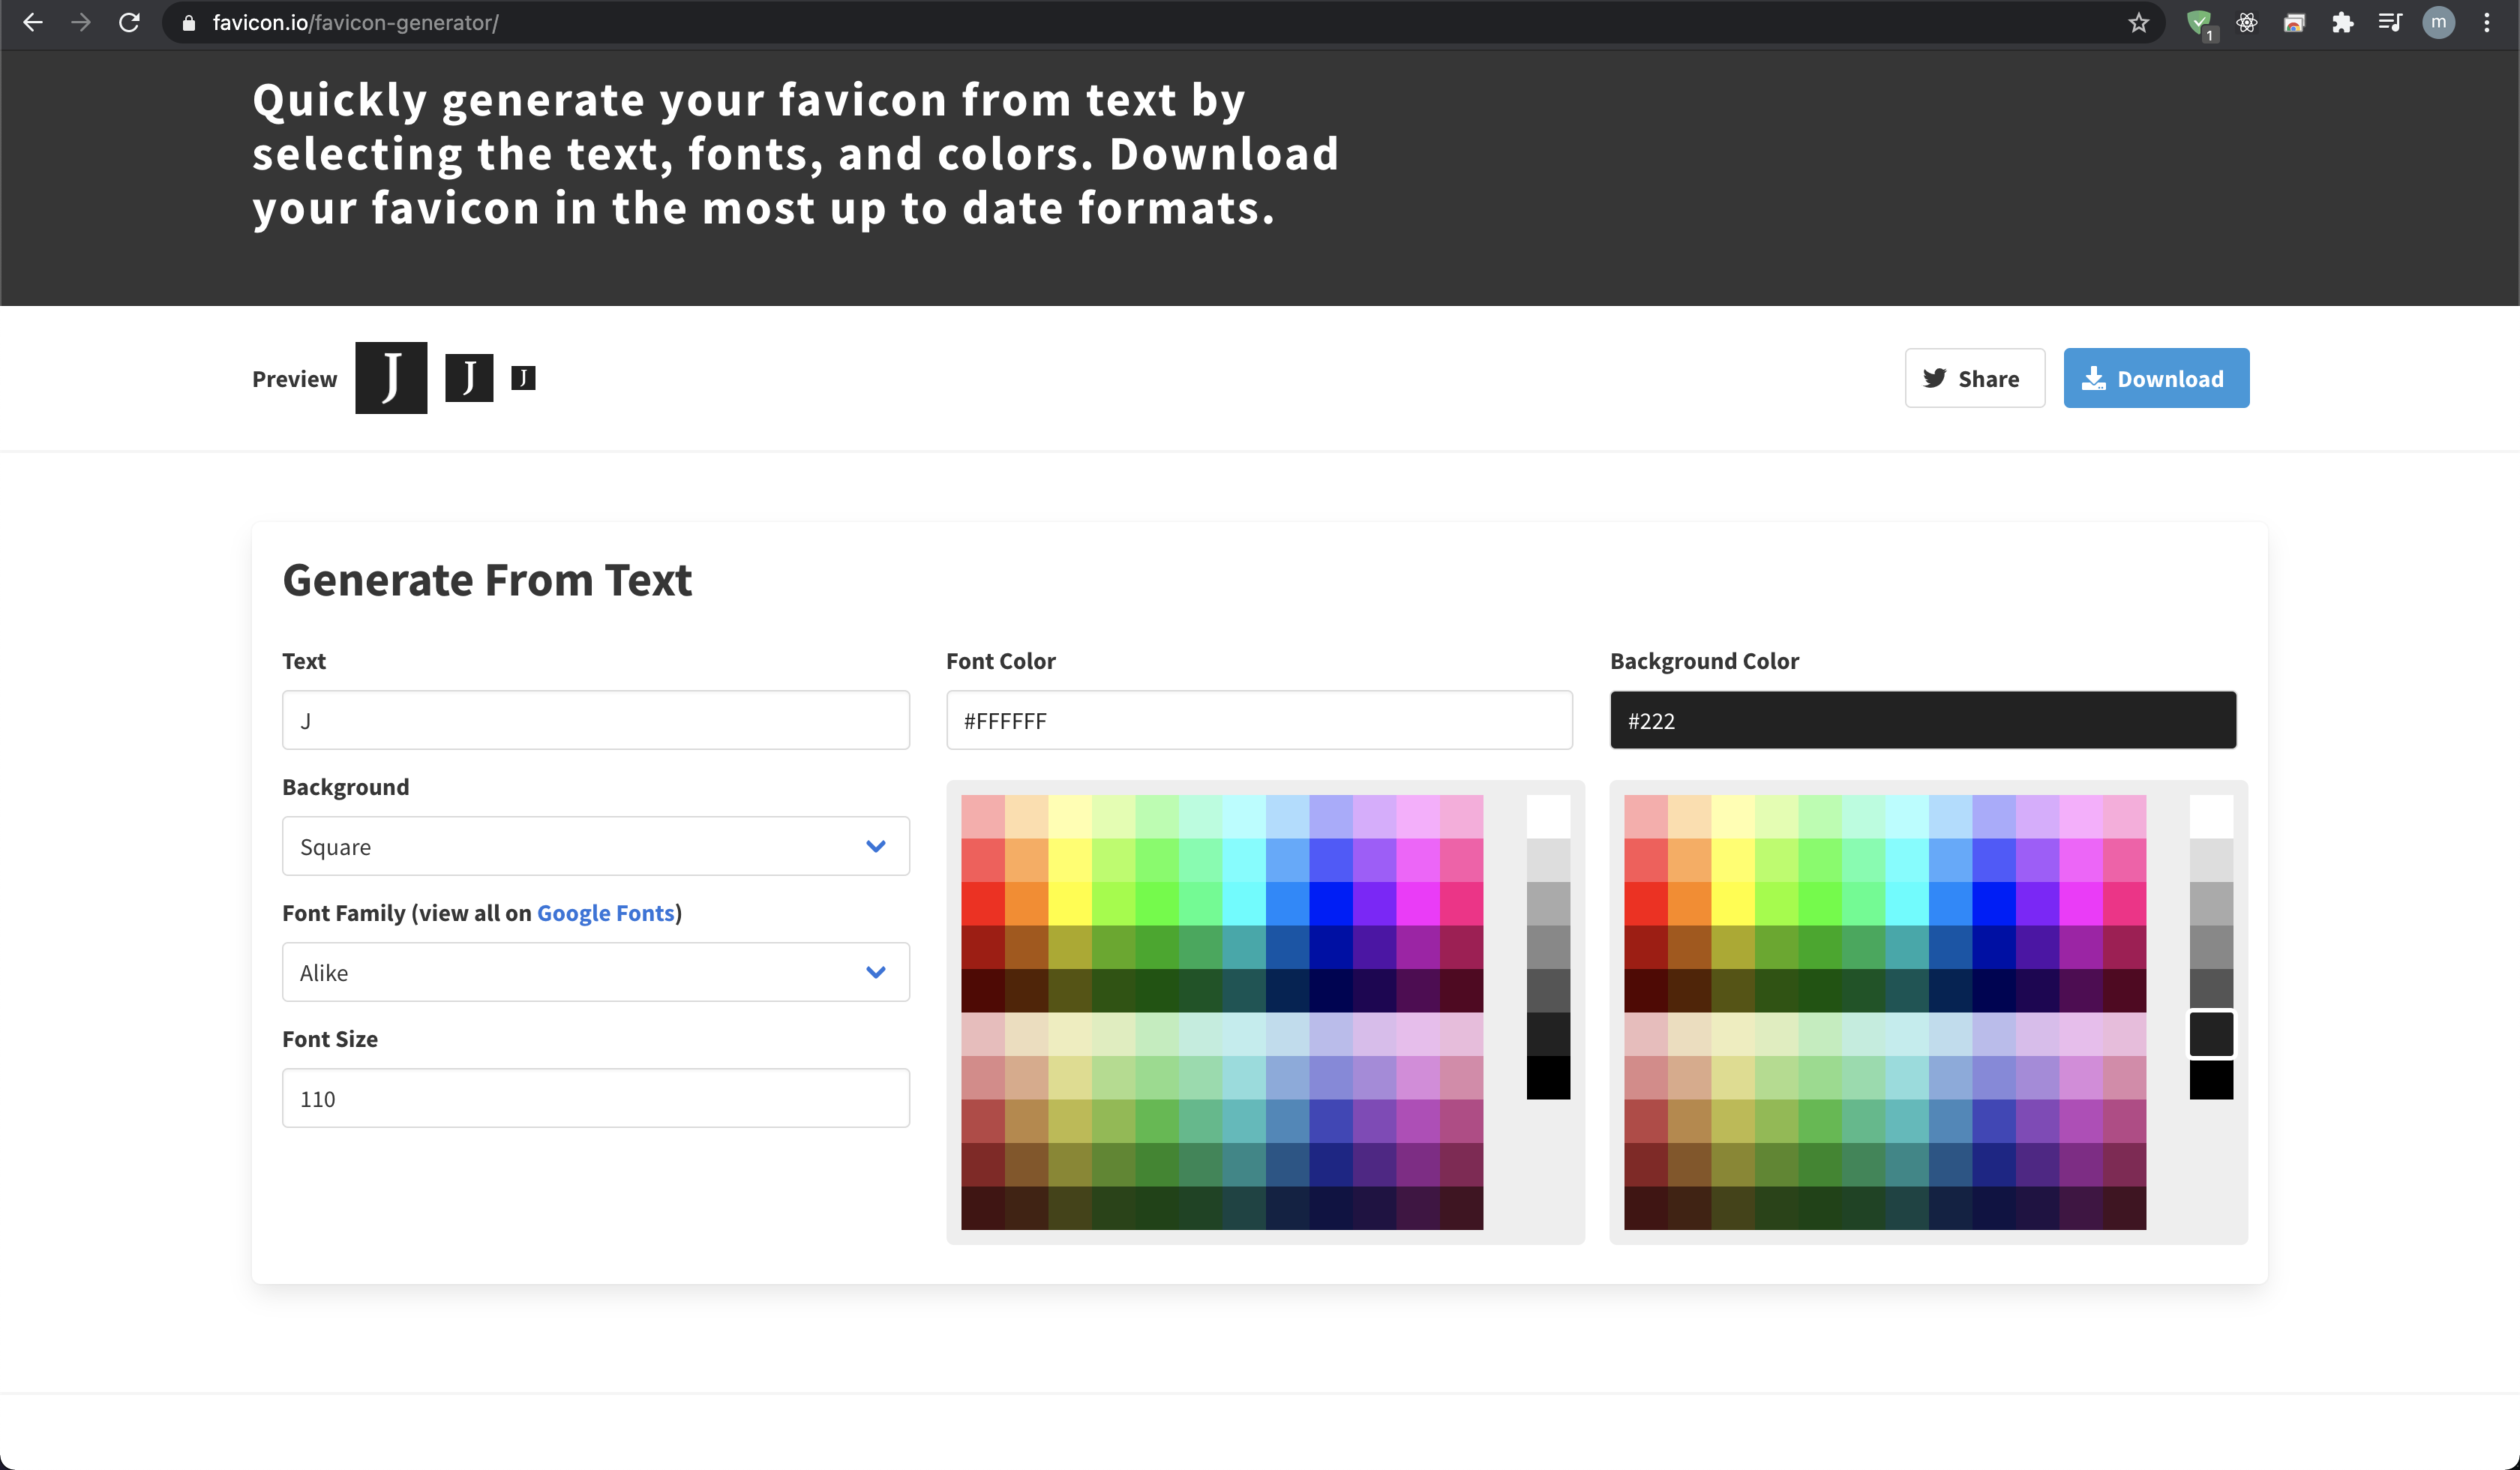 favicon.io/favicon-generator/
1
m
Quickly generate your favicon from text by
selecting the text, fonts, and colors. Download
your favicon in the most up to date formats.
Preview J J J Share Download
Generate From Text
Text Font Color Background Color
J #FFFFFF #222
Background
Square
Font Family (view all on Google Fonts)
Alike
Font Size
110